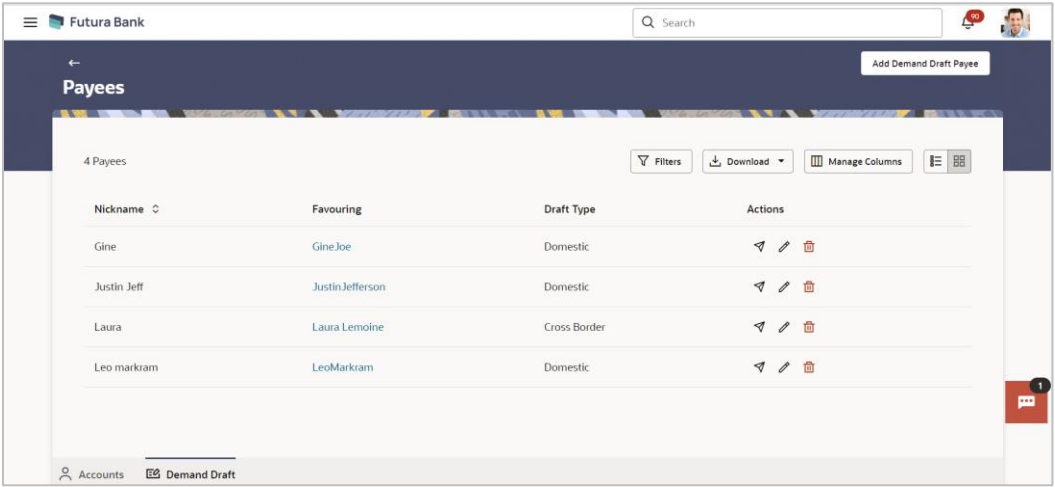 Futura Bank
Search
90
Add Demand Draft Payee
Payees
4 Payees
Filters
Download
Manage Columns
Nickname Favouring Draft Type Actions
Gine GineJoe Domestic
Justin Jeff JustinJefferson Domestic
Laura Laura Lemoine Cross Border
Leo markram LeoMarkram Domestic
1
Accounts Demand Draft